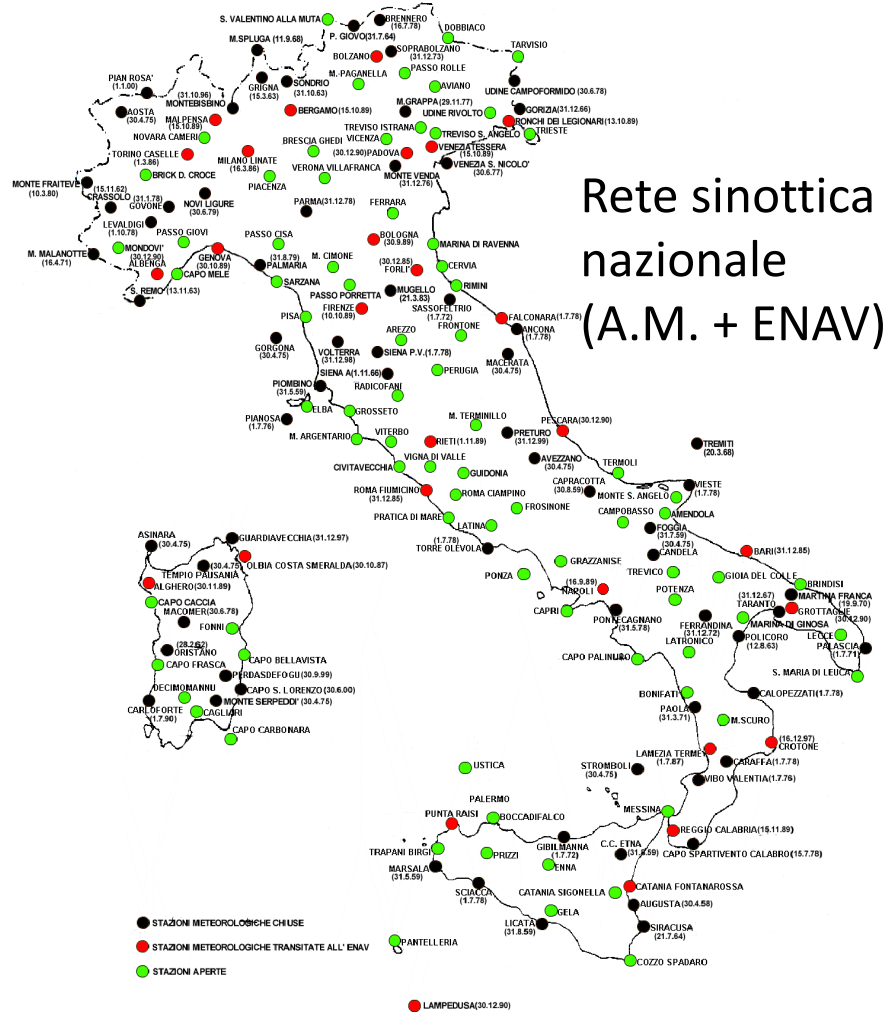 S. VALENTINO ALLA MUTA
BRENNERO
(16.7.78)
P. GIOVO(31.7.64)
DOBBIACO
M.SPLUGA (11.9.68)
BOLZANO
SOPRABOLZANO
(31.12.73)
TARVISIO
PASSO ROLLE
PIAN ROSA'
(1.1.00)
(31.10.96)
MONTEBISBINO
GRIGNA
(15.3.63)
SONDRIO
(31.10.63)
M. PAGANELLA
AVIANO
UDINE CAMPOFORMIDO (30.6.78)
AOSTA
(30.4.75)
MALPENSA
(15.10.89)
BERGAMO(15.10.89)
M.GRAPPA(29.11.77)
UDINE RIVOLTO
GORIZIA(31.12.66)
RONCHI DEI LEGIONARI(13.10.89)
TRIESTE
NOVARA CAMERI
TREVISO ISTRANA
TREVISO S. ANGELO
VICENZA
BRESCIA GHEDI
(30.12.90)
PADOVA
VENEZIATESSERA
(15.10.89)
TORINO CASELLE
(1.3.86)
MILANO LINATE
(16.3.86)
VERONA VILLAFRANCA
VENEZIA S. NICOLO'
(30.6.77)
MONTE VENDA
(31.12.76)
BRICK D. CROCE
PIACENZA
MONTE FRAITEVE
(10.3.80)
(15.11.62)
CRASSOLO
(31.1.78)
GOVONE
NOVI LIGURE
(30.6.79)
PARMA(31.12.78)
FERRARA
Rete sinottica
nazionale
(A.M. + ENAV)
LEVALDIGI
(1.10.78)
PASSO GIOVI
PASSO CISA
(31.8.79)
BOLOGNA
(30.9.89)
MARINA DI RAVENNA
M. MALANOTTE
(16.4.71)
MONDOVI'
(30.12.90)
ALBENGA
GENOVA
(30.10.89)
CAPO MELE
PALMARIA
M. CIMONE
(30.12.85)
FORLI'
CERVIA
S. REMO (13.11.63)
SARZANA
PASSO PORRETTA
MUGELLO
(21.3.83)
RIMINI
SASSOFELTRIO
(1.7.72)
PISA
FIRENZE
(10.10.89)
FALCONARA(1.7.78)
ANCONA
(1.7.78)
GORGONA
(30.4.75)
VOLTERRA
(31.12.98)
AREZZO
FRONTONE
SIENA P.V.(1.7.78)
MACERATA
(30.4.75)
SIENA A(1.11.66)
PERUGIA
PIOMBINO
(31.5.59)
RADICOFANI
PIANOSA
(1.7.76)
ELBA
GROSSETO
M. ARGENTARIO
VITERBO
M. TERMINILLO
RIETI(1.11.89)
PRETURO
(31.12.99)
PESCARA(30.12.90)
TREMITI
(20.3.68)
CIVITAVECCHIA
VIGNA DI VALLE
GUIDONIA
AVEZZANO
(30.4.75)
TERMOLI
ROMA FIUMICINO
(31.12.85)
ROMA CIAMPINO
CAPRACOTTA
(30.8.59)
MONTE S. ANGELO
VIESTE
(1.7.78)
PRATICA DI MARE
FROSINONE
LATINA
CAMPOBASSO
AMENDOLA
FOGGIA
(31.7.59)
(30.4.75)
CANDELA
(1.7.78)
TORRE OLEVOLA
BARI(31.12.85)
ASINARA
(30.4.75)
GUARDIAVECCHIA(31.12.97)
(30.4.75)
TEMPIO PAUSANIA
OLBIA COSTA SMERALDA(30.10.87)
ALGHERO(30.11.89)
CAPO CACCIA
MACOMER(30.6.78)
FONNI
(28.2.62)
ORISTANO
CAPO FRASCA
CAPO BELLAVISTA
PERDASDEFOGU(30.9.99)
CAPO S. LORENZO(30.6.00)
DECIMOMANNU
MONTE SERPEDDI'(30.4.75)
CARLOFORTE
(1.7.90)
CAGLIARI
CAPO CARBONARA
PONZA
GRAZZANISE
(16.9.89)
NAPOLI
TREVICO
GIOIA DEL COLLE
POTENZA
BRINDISI
(31.12.67)
MARTINA FRANCA
(19.9.70)
TARANTO
GROTTAGLIE
(30.12.90)
MARINA DI GINOSA
CAPRI
PONTECAGNANO
(31.5.78)
FERRANDINA
(31.12.72)
POLICORO
(12.8.63)
LECCE
PALASCIA
(1.7.71)
LATRONICO
CAPO PALINURO
S. MARIA DI LEUCA
BONIFATI
CALOPEZZATI(1.7.78)
PAOLA
(31.3.71)
M.SCURO
(16.12.97)
CROTONE
LAMEZIA TERME
(1.7.87)
CARAFFA(1.7.78)
USTICA
STROMBOLI
(30.4.75)
VIBO VALENTIA(1.7.76)
MESSINA
PALERMO
BOCCADIFALCO
PUNTA RAISI
REGGIO CALABRIA(15.11.89)
CAPO SPARTIVENTO CALABRO(15.7.78)
TRAPANI BIRGI
PRIZZI
GIBILMANNA
(1.7.72)
ENNA
C.C. ETNA
(31.6.59)
MARSALA
(31.5.59)
SCIACCA
(1.7.78)
CATANIA SIGONELLA
CATANIA FONTANAROSSA
AUGUSTA(30.4.58)
GELA
LICATA
(31.8.59)
SIRACUSA
(21.7.64)
STAZIONI METEOROLOGICHE CHIUSE
STAZIONI METEOROLOGICHE TRANSITATE ALL' ENAV
PANTELLERIA
STAZIONI APERTE
COZZO SPADARO
LAMPEDUSA(30.12.90)